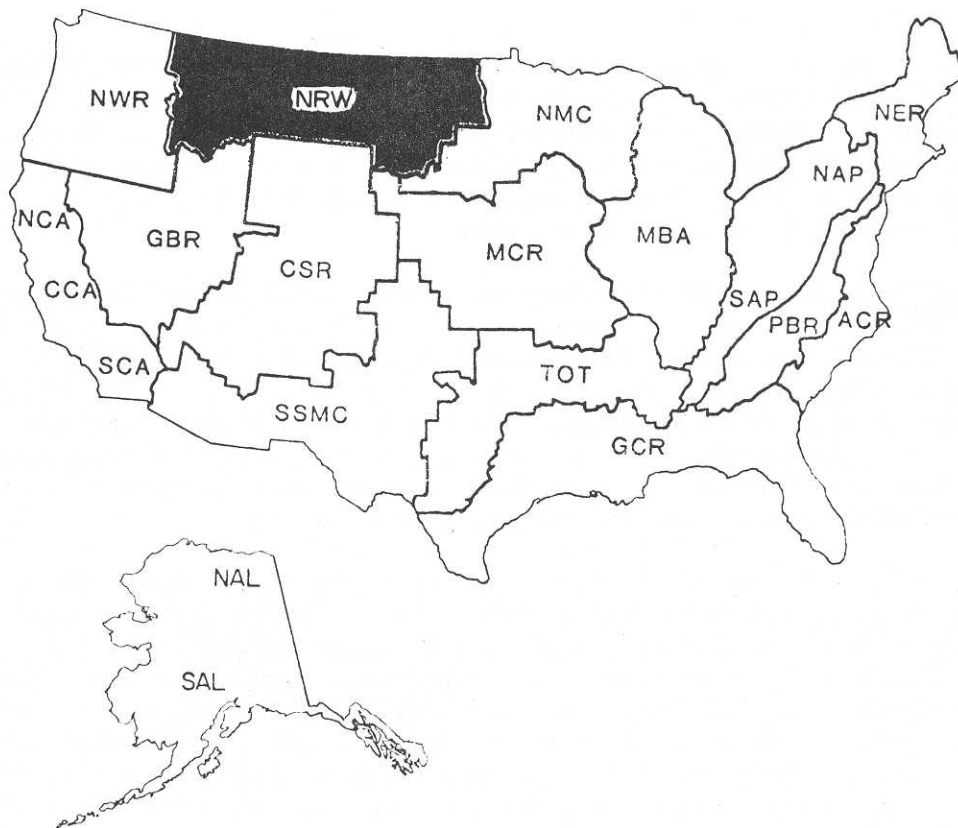 NWR
NRW
NMC
NER
NAP
NCA
GBR
CSR
MCR
MBA
CCA
SAP
PBR
ACR
SCA
TOT
SSMC
GCR
NAL
SAL